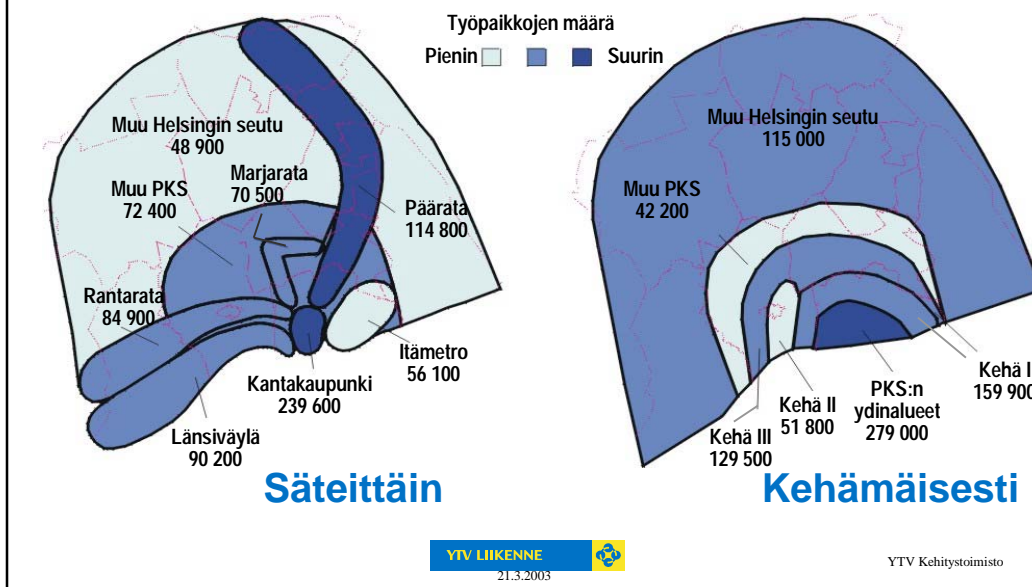 Työpaikkojen määrä
Pienin Suurin
Muu Helsingin seutu
48 900
Marjarata
70 500
Muu PKS
72 400
Päärata
114 800
Rantarata
84 900
Itämetro
56 100
Kantakaupunki
239 600
Länsiväylä
90 200
Säteittäin
Muu Helsingin seutu
115 000
Muu PKS
42 200
Kehä I
159 900
Kehä II
51 800
PKS:n
ydinalueet
279 000
Kehä III
129 500
Kehämäisesti
YTV LIIKENNE
21.3.2003
YTV Kehitystoimisto